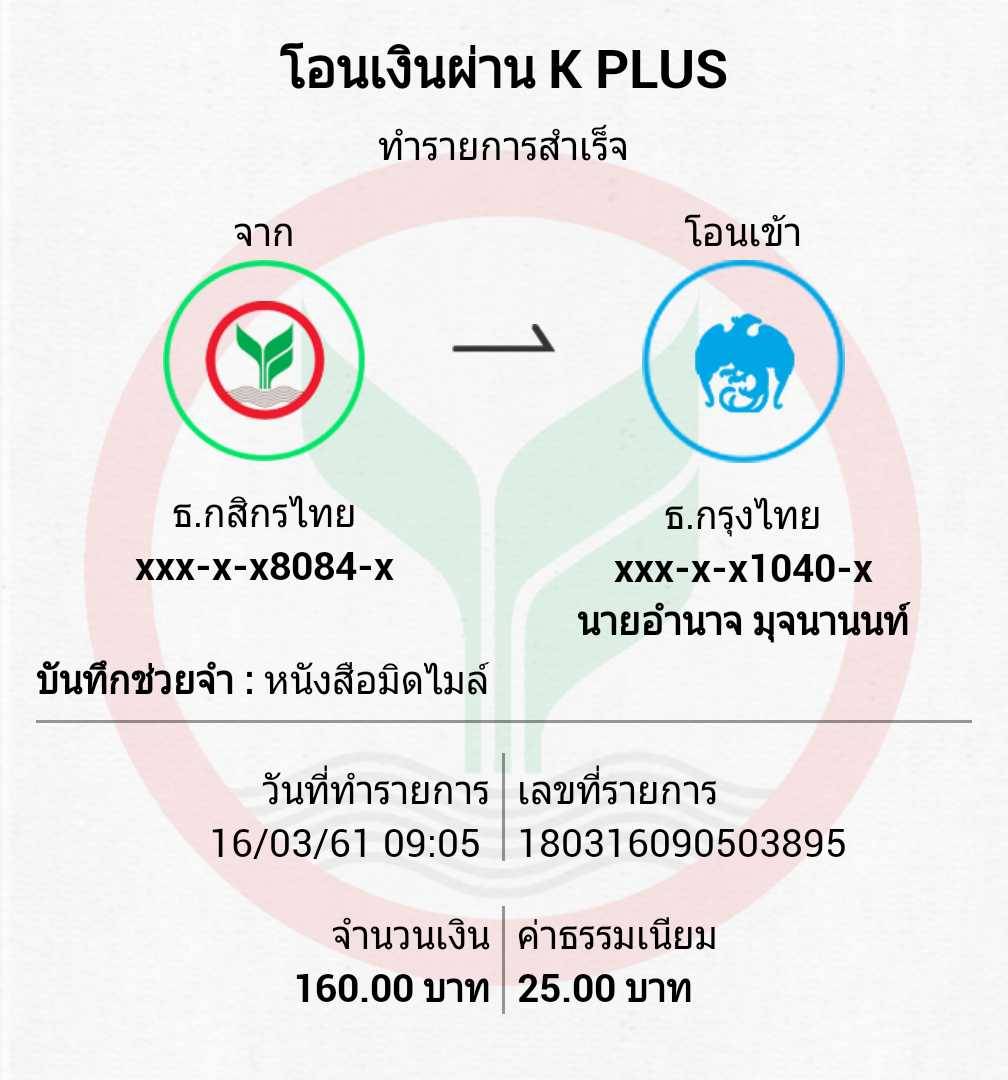 โอนเงินผ่าน K PLUS
ทำรายการสำเร็จ
จาก
โอนเข้า
ธ.กสิกรไทย
xxx-x-x8084-x
ธ.กรุงไทย
xxx-x-x1040-x
นายอำนาจ มุจนานนท์
บันทึกช่วยจำ : หนังสือมิดไมล์
วันที่ทำรายการ
16/03/61 09:05
เลขที่รายการ
180316090503895
จำนวนเงิน
160.00 บาท
ค่าธรรมเนียม
25.00 บาท